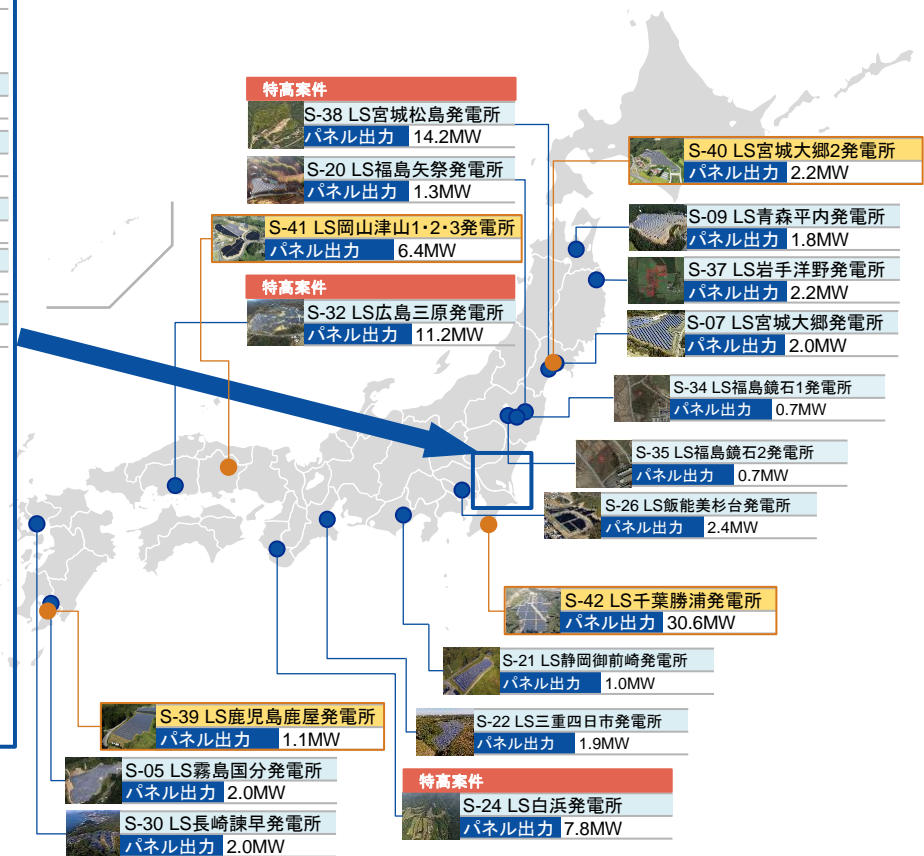 特高案件
S-38 LS宮城松島発電所
パネル出力 14.2MW
S-20 LS福島矢祭発電所
パネル出力 1.3MW
S-40 LS宮城大郷2発電所
パネル出力 2.2MW
S-41 LS岡山津山1・2・3発電所
パネル出力 6.4MW
S-09 LS青森平内発電所
パネル出力 1.8MW
S-37 LS岩手洋野発電所
パネル出力 2.2MW
特高案件
S-32 LS広島三原発電所
パネル出力 11.2MW
S-07 LS宮城大郷発電所
パネル出力 2.0MW
S-34 LS福島鏡石1発電所
パネル出力 0.7MW
S-35 LS福島鏡石2発電所
パネル出力 0.7MW
S-26 LS飯能美杉台発電所
パネル出力 2.4MW
S-42 LS千葉勝浦発電所
パネル出力 30.6MW
S-21 LS静岡御前崎発電所
パネル出力 1.0MW
S-39 LS鹿児島鹿屋発電所
パネル出力 1.1MW
S-22 LS三重四日市発電所
パネル出力 1.9MW
S-05 LS霧島国分発電所
パネル出力 2.0MW
特高案件
S-24 LS白浜発電所
パネル出力 7.8MW
S-30 LS長崎諫早発電所
パネル出力 2.0MW